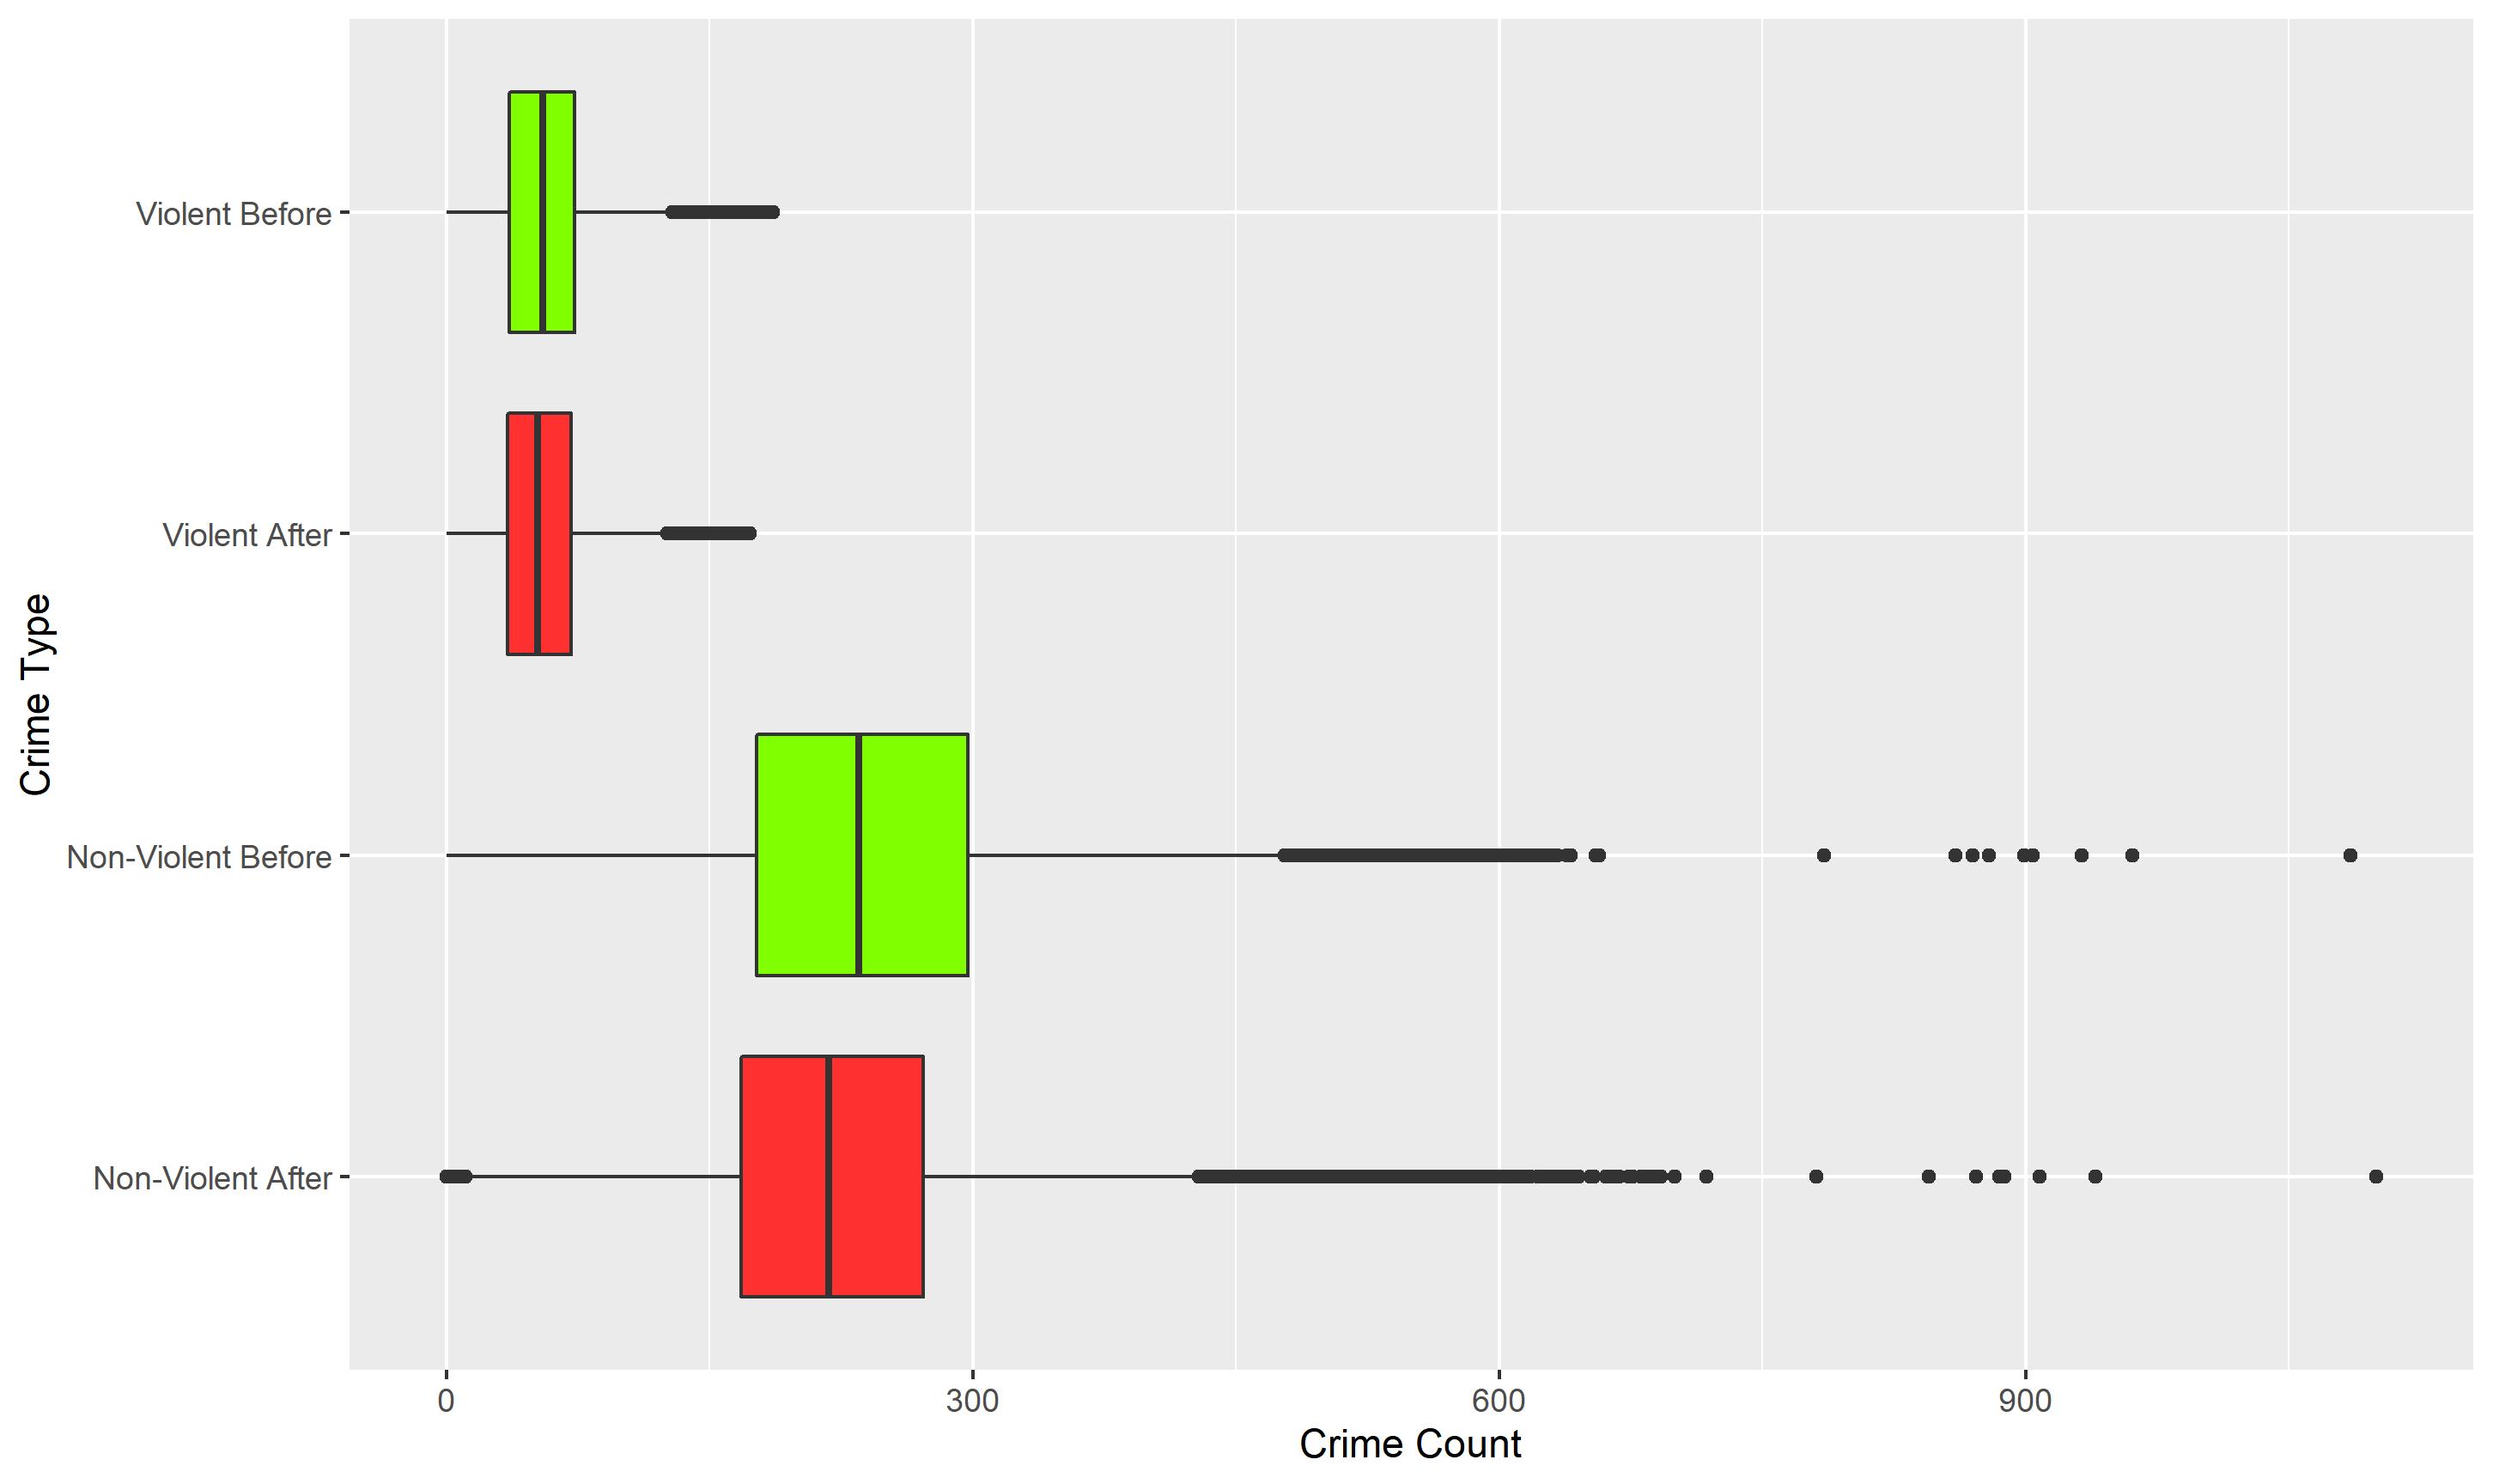 Crime Type
Violent Before
Violent After
Non-Violent Before
Non-Violent After
0 300 600 900
Crime Count